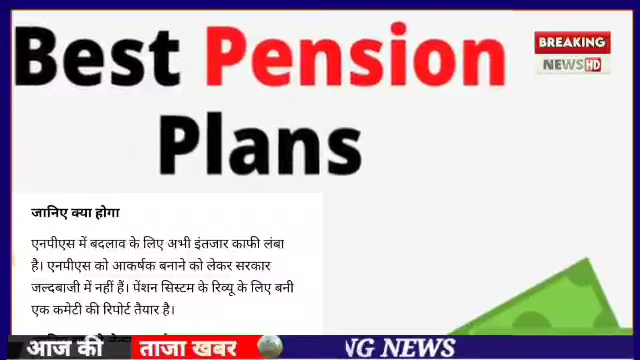 Best Pension
Plans
BREAKING
NEWS HD
जानिए क्या होगा
एनपीएस में बदलाव के लिए अभी इंतजार काफी लंबा
है। एनपीएस को आकर्षक बनाने को लेकर सरकार
जल्दबाजी में नहीं हैं। पेंशन सिस्टम के रिव्यू के लिए बनी
एक कमेटी की रिपोर्ट तैयार है।
आज की ताजा खबर NG NEWS